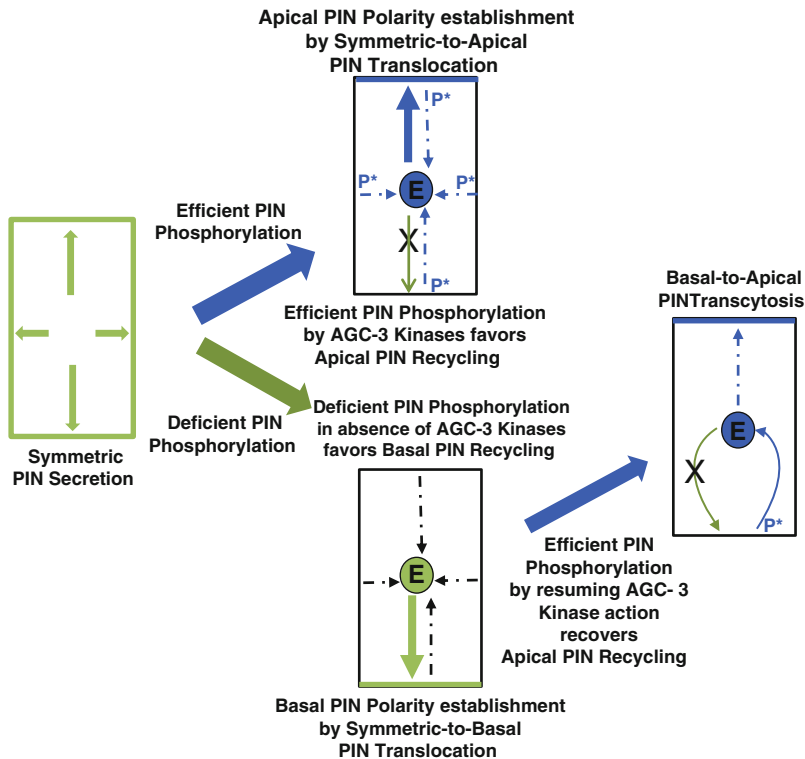 Apical PIN Polarity establishment
by Symmetric-to-Apical
PIN Translocation
P*
E
P*
P*
X
P*
Efficient PIN
Phosphorylation
Efficient PIN Phosphorylation
by AGC-3 Kinases favors
Apical PIN Recycling
Symmetric
PIN Secretion
Deficient PIN
Phosphorylation
Deficient PIN Phosphorylation
in absence of AGC-3 Kinases
favors Basal PIN Recycling
E
Basal PIN Polarity establishment
by Symmetric-to-Basal
PIN Translocation
Efficient PIN
Phosphorylation
by resuming AGC- 3
Kinase action
recovers
Apical PIN Recycling
Basal-to-Apical
PINTranscytosis
E
X
P*